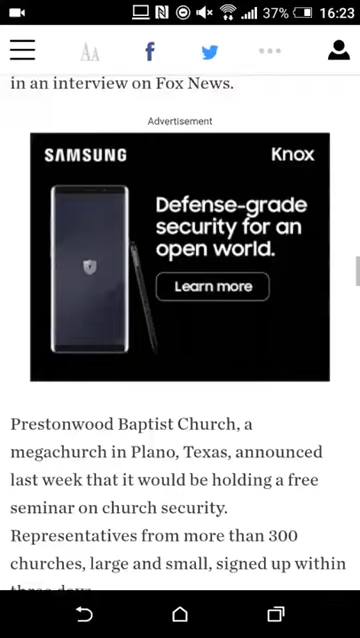 37% 16:23
AA
in an interview on Fox News.
Advertisement
SAMSUNG Knox
Defense-grade
security for an
open world.
Learn more
Prestonwood Baptist Church, a
megachurch in Plano, Texas, announced
last week that it would be holding a free
seminar on church security.
Representatives from more than 300
churches, large and small, signed up within
three days